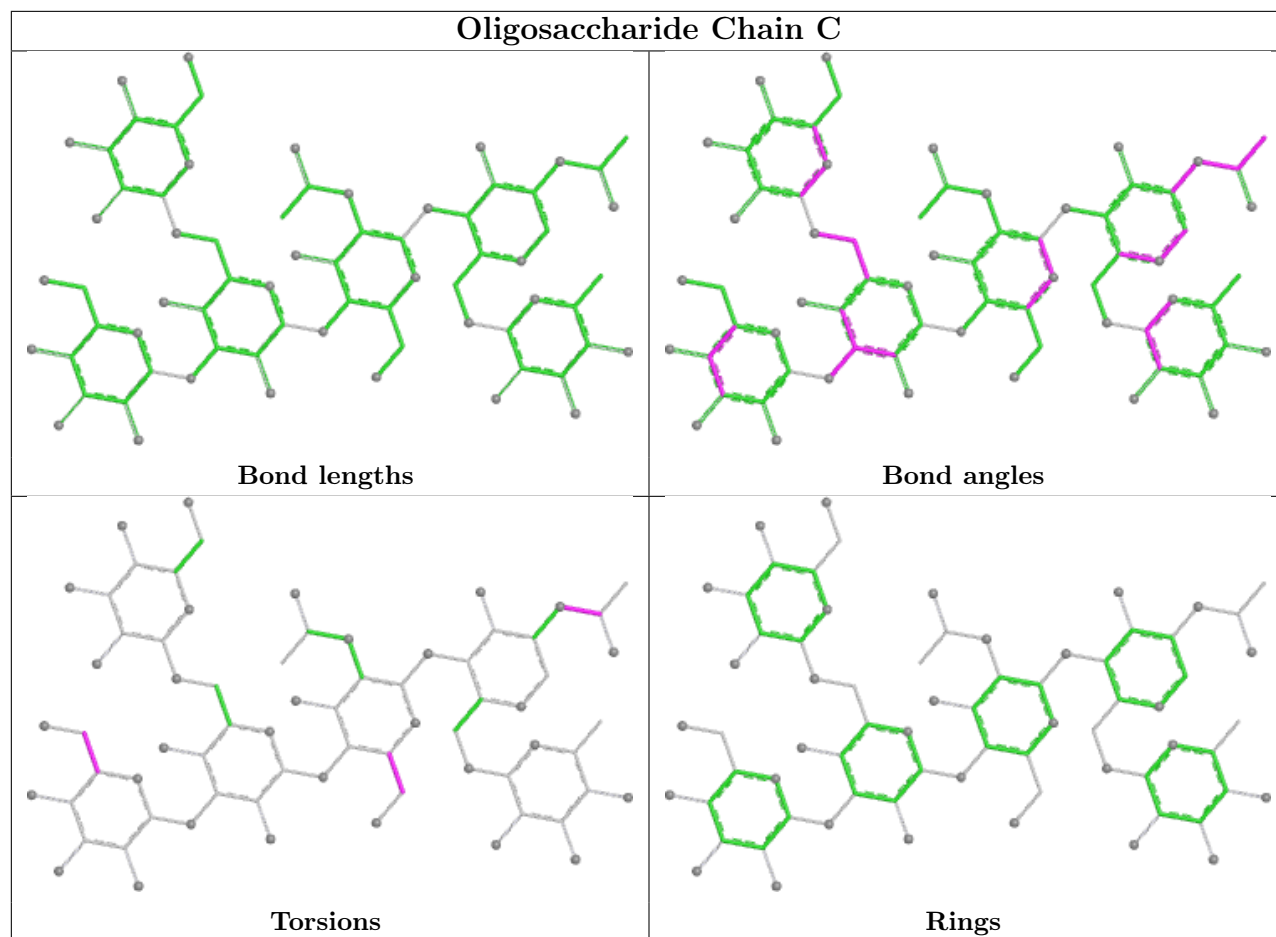 Oligosaccharide Chain C
Bond lengths
Bond angles
Torsions
Rings